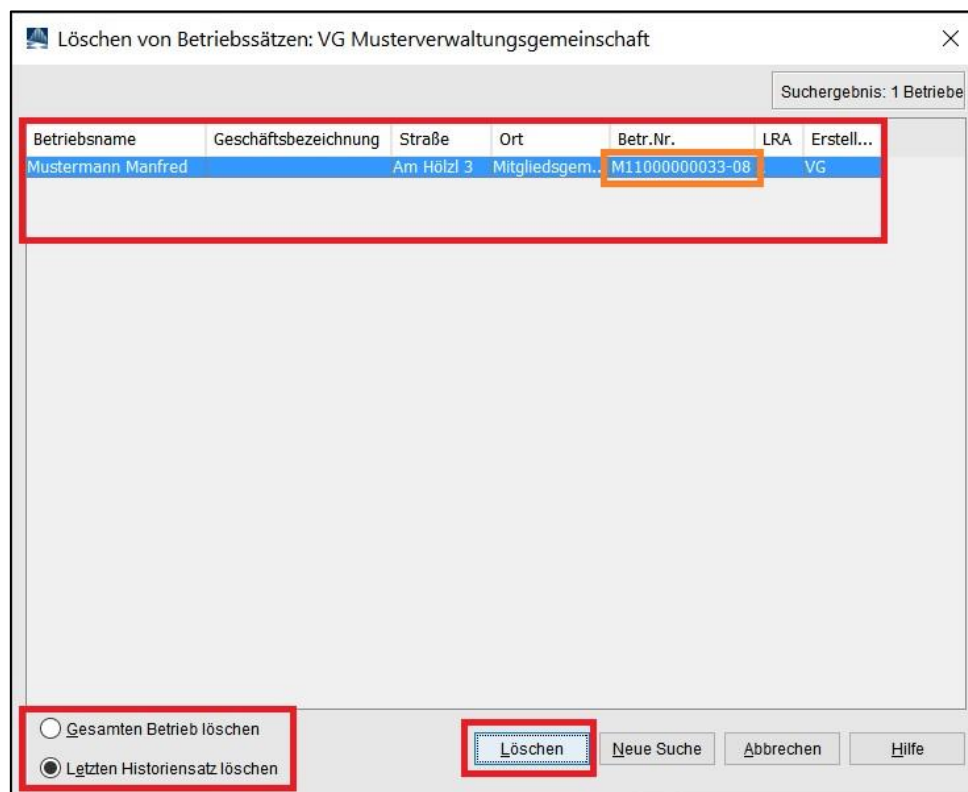 Löschen von Betriebssätzen: VG Musterverwaltungsgemeinschaft
Suchergebnis: 1 Betriebe
Betriebsname Geschäftsbezeichnung Straße Ort Betr.Nr. LRA Erstell...
Mustermann Manfred Am Hölzl 3 Mitgliedsgem.. M11000000033-08 VG
Gesamten Betrieb löschen
Letzten Historiensatz löschen
Löschen Neue Suche Abbrechen Hilfe